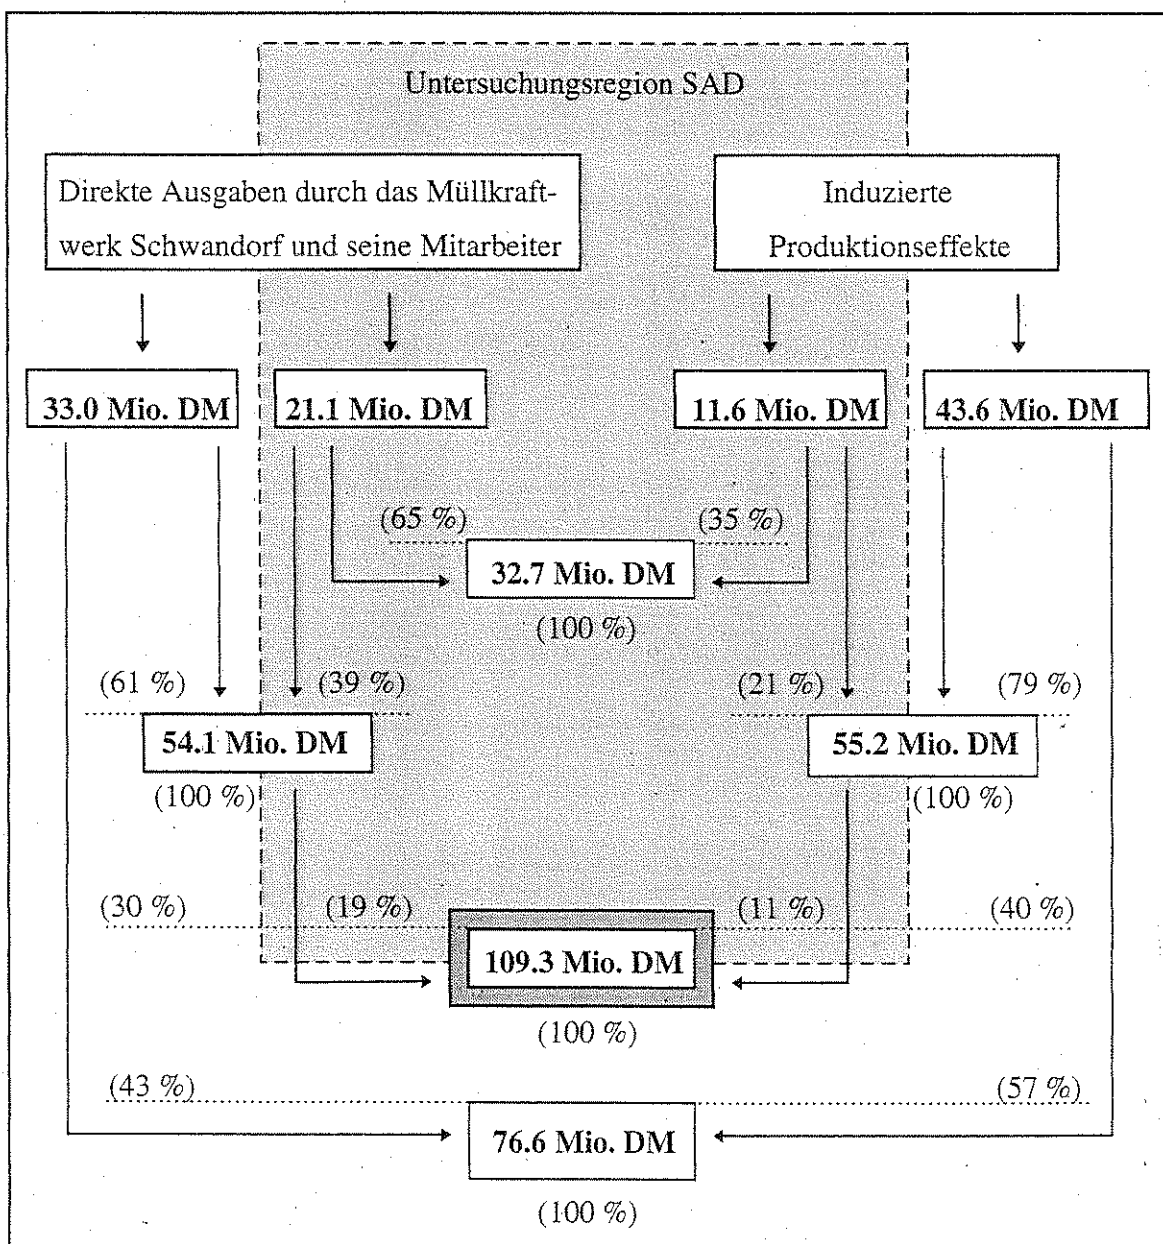 Untersuchungsregion SAD
Direkte Ausgaben durch das Müllkraft-
werk Schwandorf und seine Mitarbeiter
Induzierte
Produktionseffekte
33.0 Mio. DM
21.1 Mio. DM
11.6 Mio. DM
43.6 Mio. DM
(65 %)
(35 %)
32.7 Mio. DM
(100 %)
(61 %)
(39 %)
(21 %)
(79 %)
54.1 Mio. DM
55.2 Mio. DM
(100 %)
(100 %)
(30 %)
(19 %)
(11 %)
(40 %)
109.3 Mio. DM
(100 %)
(43 %)
(57 %)
76.6 Mio. DM
(100 %)